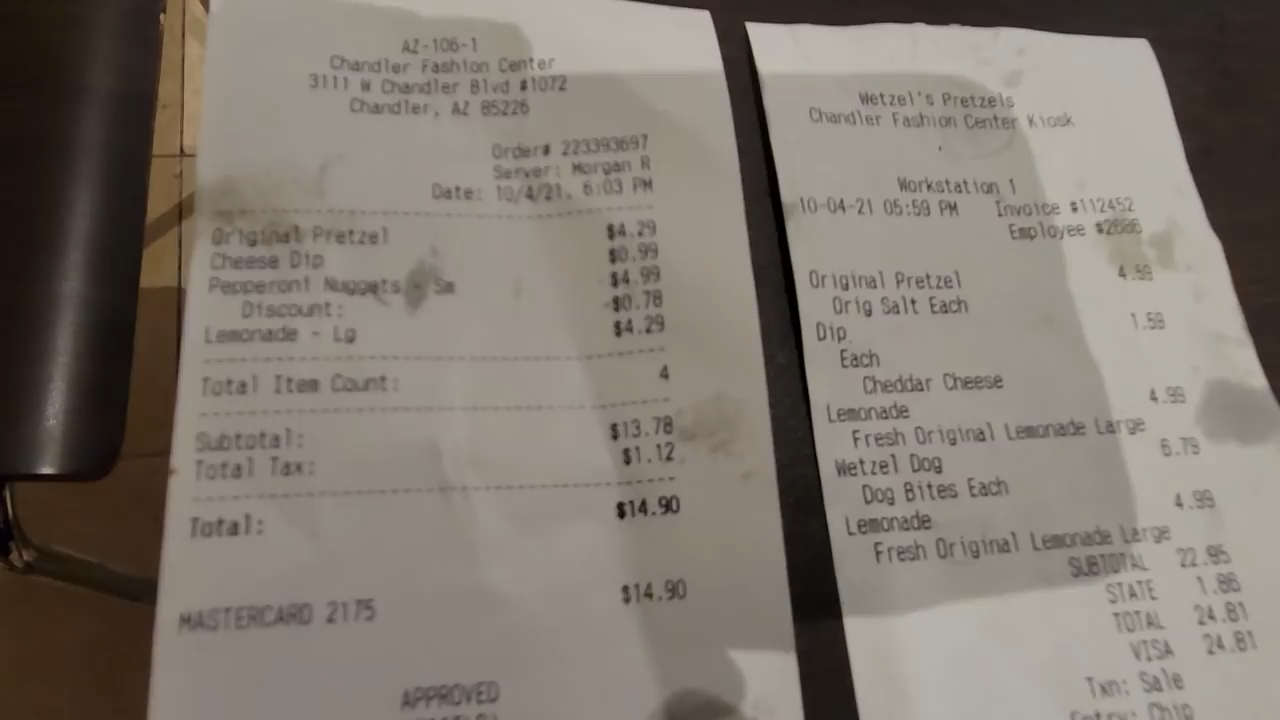 AZ-106-1
Chandler Fashion Center
3111 W Chandler Blvd #1072
Chandler, AZ 85226
Order# 223393697
Server: Morgan R
Date: 10/4/21, 6:03 PM
Original Pretzel $4.29
Cheese Dip $0.99
Pepperoni Nuggets - Sm $4.99
Discount: -$0.78
Lemonade - Lg $4.29
Total Item Count: 4
Subtotal: $13.78
Total Tax: $1.12
Total: $14.90
MASTERCARD 2175 $14.90
APPROVED
Wetzel's Pretzels
Chandler Fashion Center Kiosk
Workstation 1
10-04-21 05:59 PM Invoice #112452
Employee #2686
Original Pretzel 4.59
Orig Salt Each
Dip 1.59
Each
Cheddar Cheese
Lemonade 4.99
Fresh Original Lemonade Large
Wetzel Dog 6.79
Dog Bites Each
Lemonade 4.99
Fresh Original Lemonade Large
SUBTOTAL 22.95
STATE 1.86
TOTAL 24.81
VISA 24.81
Txn: Sale
Entry: Chip